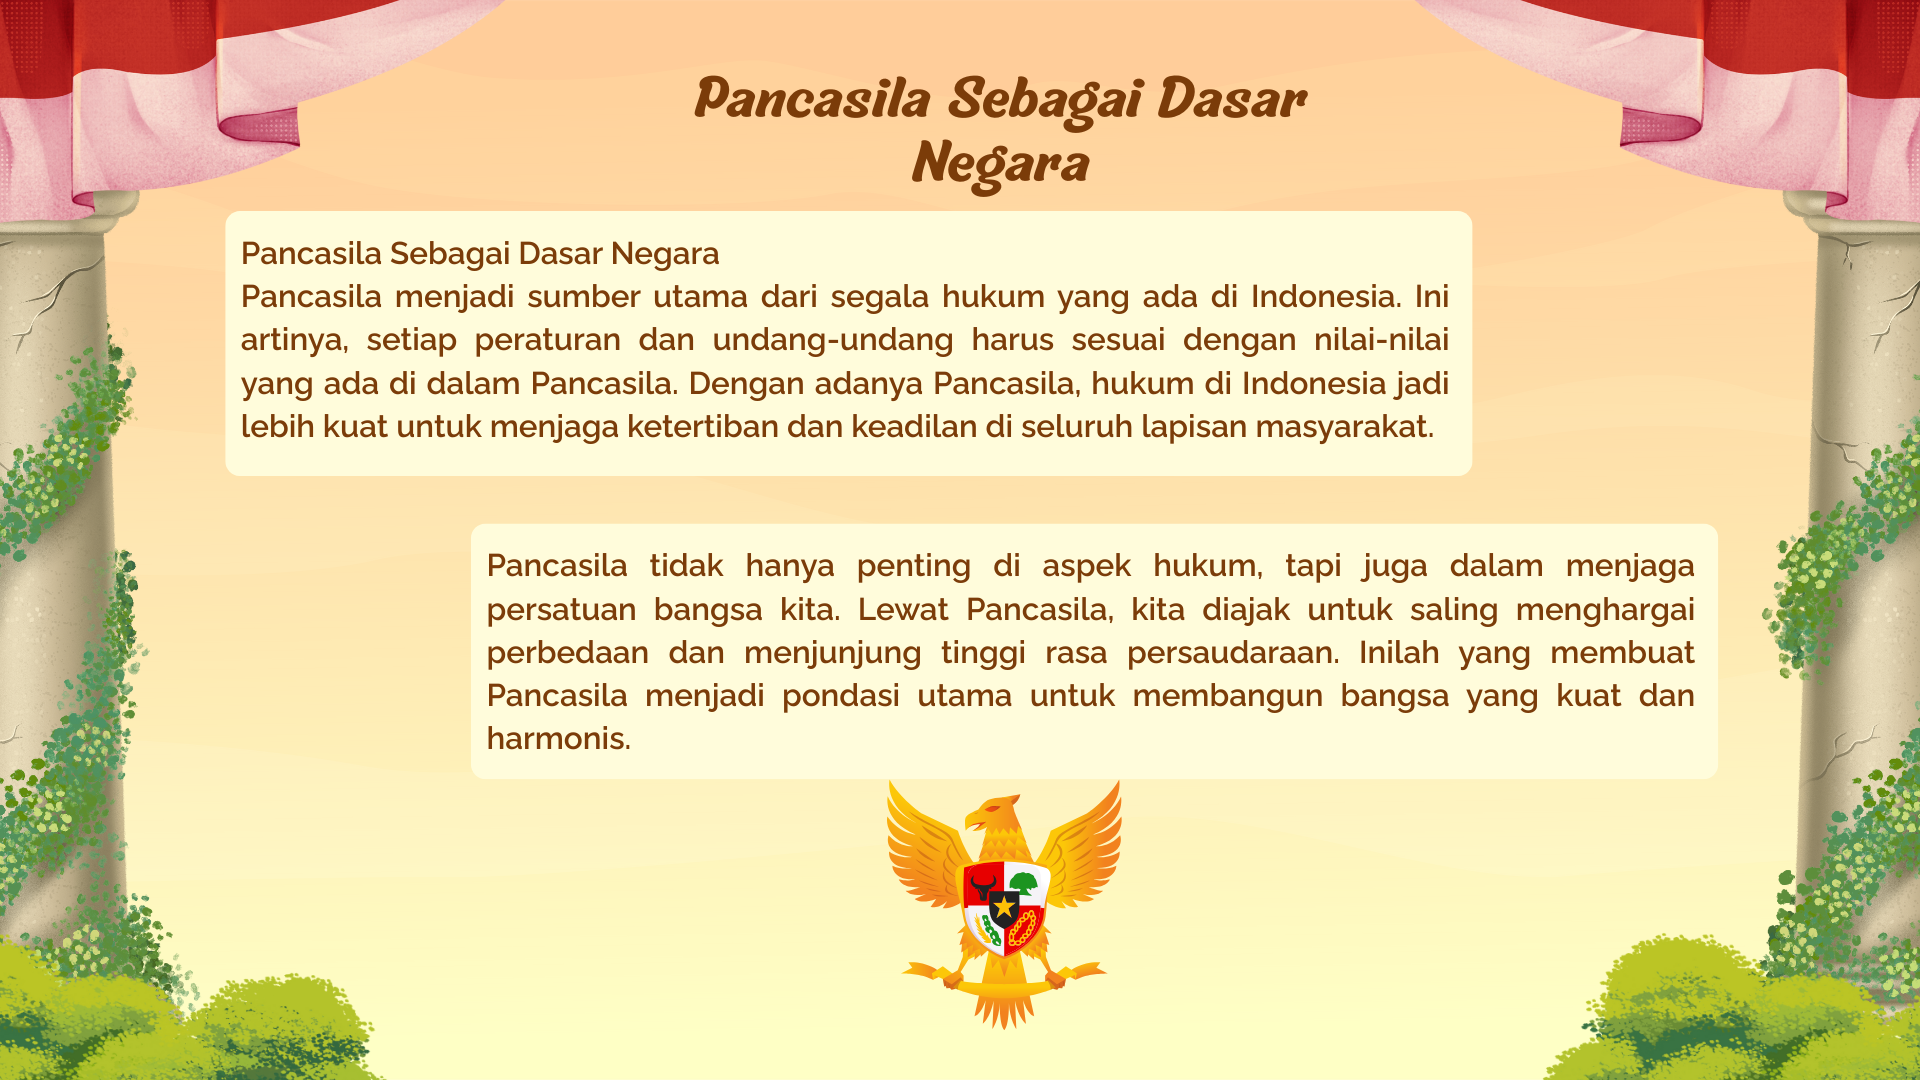 Pancasila Sebagai Dasar
Negara
Pancasila Sebagai Dasar Negara
Pancasila menjadi sumber utama dari segala hukum yang ada di Indonesia. Ini
artinya, setiap peraturan dan undang-undang harus sesuai dengan nilai-nilai
yang ada di dalam Pancasila. Dengan adanya Pancasila, hukum di Indonesia jadi
lebih kuat untuk menjaga ketertiban dan keadilan di seluruh lapisan masyarakat.
Pancasila tidak hanya penting di aspek hukum, tapi juga dalam menjaga
persatuan bangsa kita. Lewat Pancasila, kita diajak untuk saling menghargai
perbedaan dan menjunjung tinggi rasa persaudaraan. Inilah yang membuat
Pancasila menjadi pondasi utama untuk membangun bangsa yang kuat dan
harmonis.